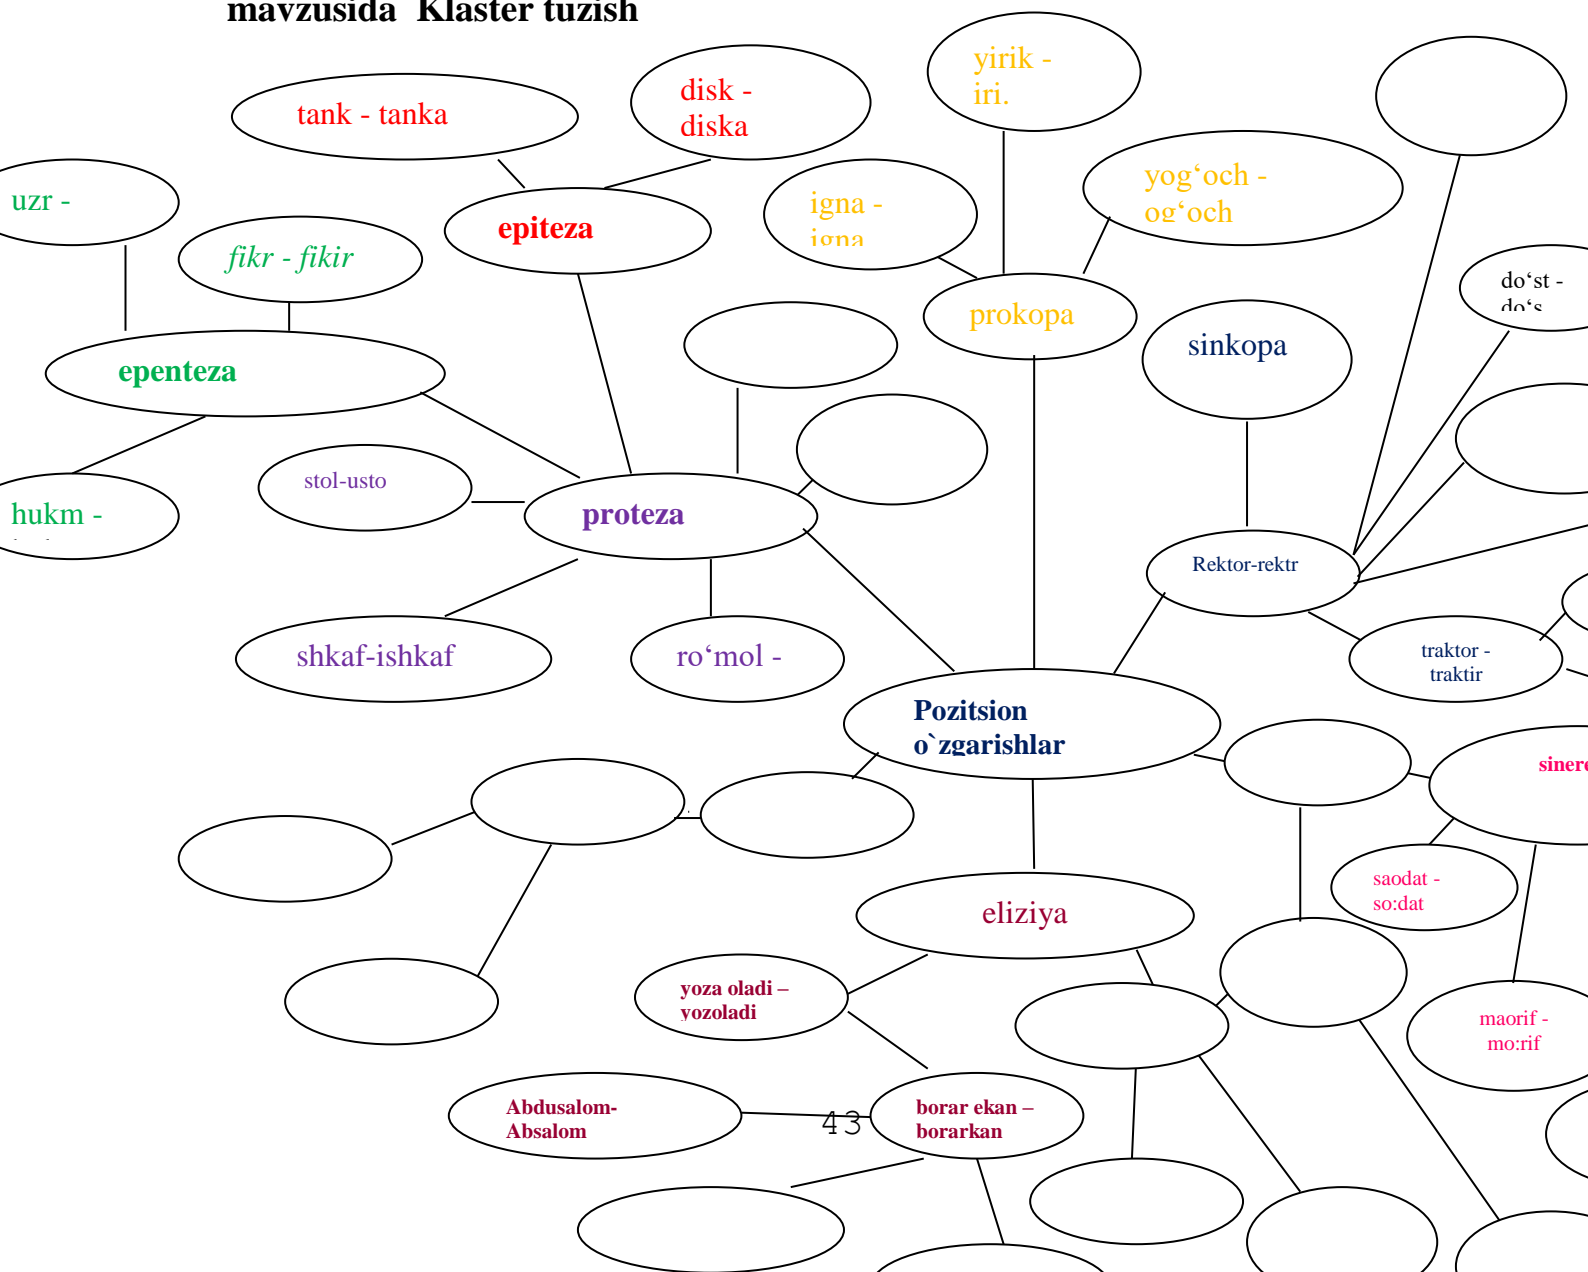 mavzusida Klaster tuzish
yirik -
iri.
disk -
diska
tank - tanka
yog‘och -
og‘och
uzr -
igna -
igna
epiteza
fikr - fikir
do‘st -
do‘s
prokopa
sinkopa
epenteza
stol-usto
hukm -
proteza
Rektor-rektr
shkaf-ishkaf
ro‘mol -
traktor -
traktir
Pozitsion
o`zgarishlar
saodat -
so:dat
eliziya
yoza oladi –
yozoladi
maorif -
mo:rif
Abdusalom-
Absalom
borar ekan –
borarkan
43